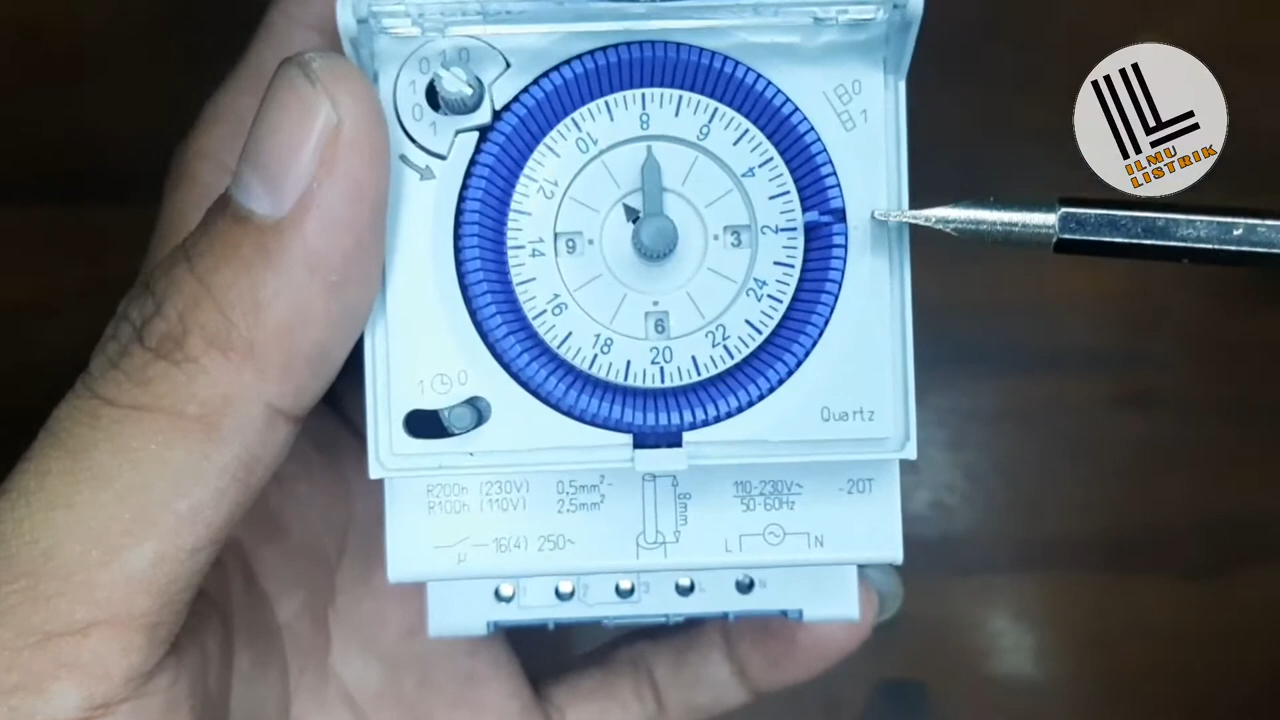 0 1 0
1
0
1
0
1
8
6
4
2
24
22
20
18
16
14
12
10
9
3
6
1 0
Quartz
R200h (230V) 0,5mm²-
R100h (110V) 2.5mm²
8mm
110-230V~
50-60Hz
-20T
μ 16(4) 250~
L N
1 2 3 L N
ILMU
LISTRIK